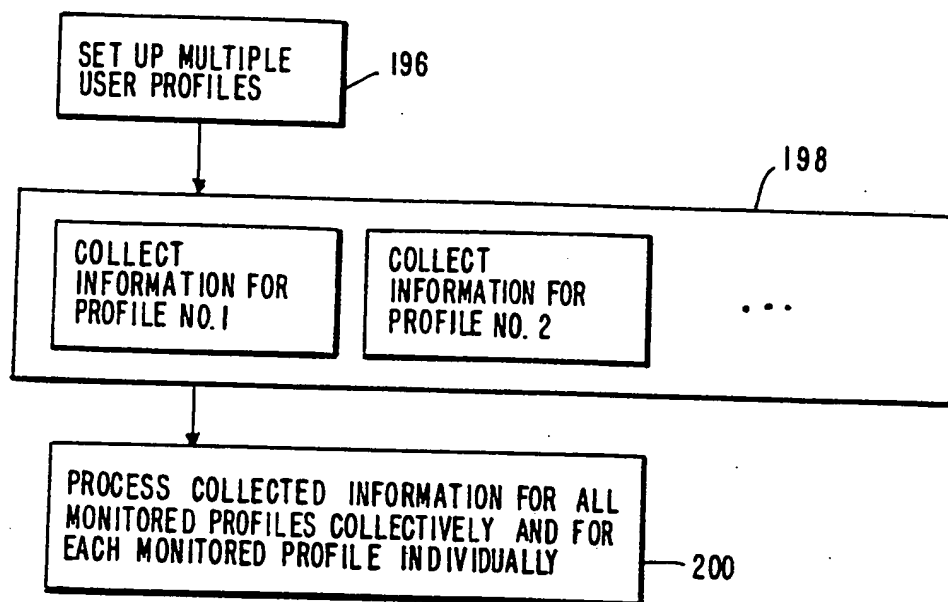 SET UP MULTIPLE
USER PROFILES
196
198
COLLECT
INFORMATION FOR
PROFILE NO. 1
COLLECT
INFORMATION FOR
PROFILE NO. 2
...
PROCESS COLLECTED INFORMATION FOR ALL
MONITORED PROFILES COLLECTIVELY AND FOR
EACH MONITORED PROFILE INDIVIDUALLY
200